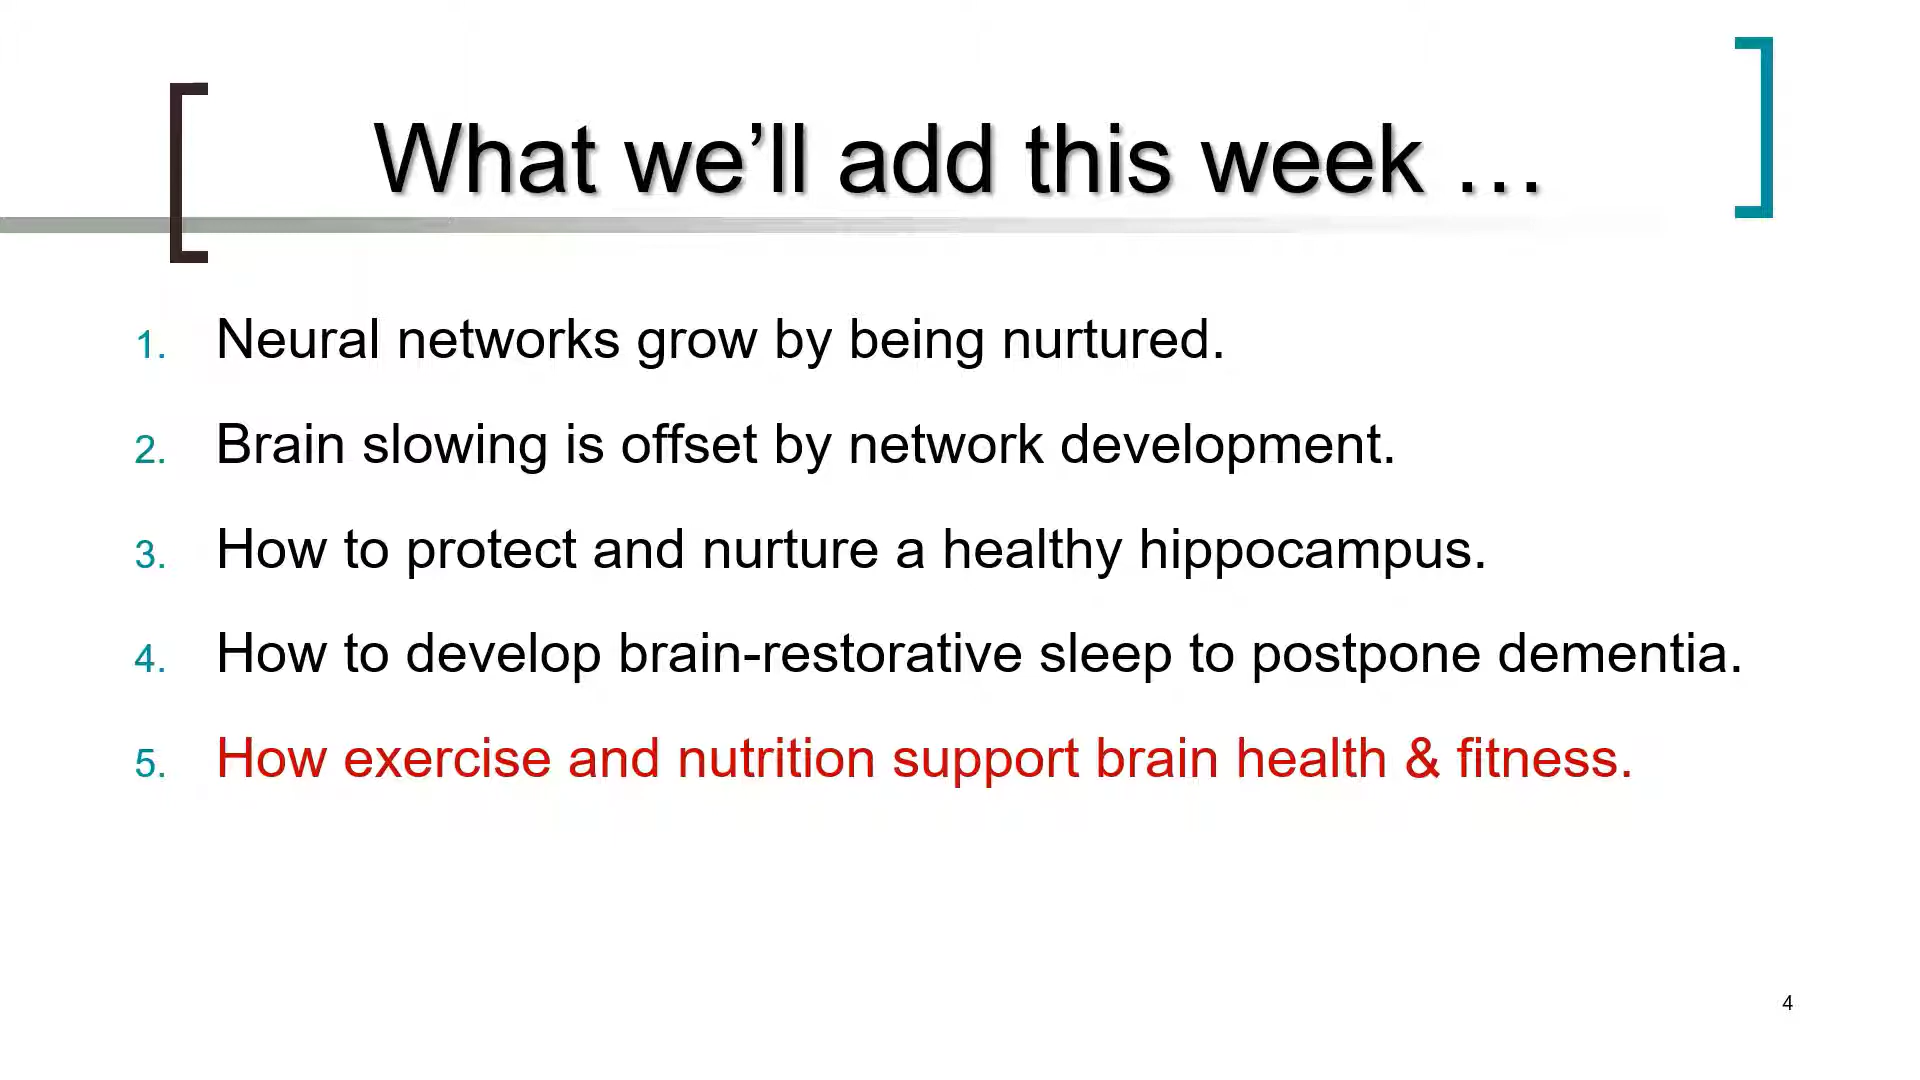 What we’ll add this week …
1. Neural networks grow by being nurtured.
2. Brain slowing is offset by network development.
3. How to protect and nurture a healthy hippocampus.
4. How to develop brain-restorative sleep to postpone dementia.
5. How exercise and nutrition support brain health & fitness.
4